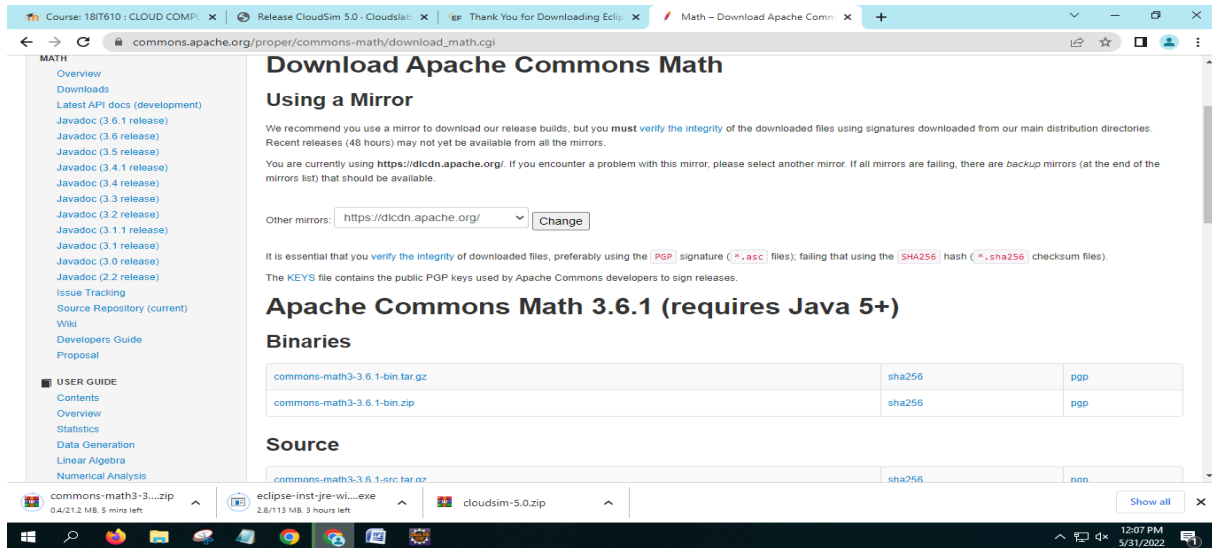 Course: 18IT610 : CLOUD COMPU
Release CloudSim 5.0 · Cloudslab
Thank You for Downloading Eclip
Math – Download Apache Comm
commons.apache.org/proper/commons-math/download_math.cgi
MATH
Overview
Downloads
Latest API docs (development)
Javadoc (3.6.1 release)
Javadoc (3.6 release)
Javadoc (3.5 release)
Javadoc (3.4.1 release)
Javadoc (3.4 release)
Javadoc (3.3 release)
Javadoc (3.2 release)
Javadoc (3.1.1 release)
Javadoc (3.1 release)
Javadoc (3.0 release)
Javadoc (2.2 release)
Issue Tracking
Source Repository (current)
Wiki
Developers Guide
Proposal
USER GUIDE
Contents
Overview
Statistics
Data Generation
Linear Algebra
Numerical Analysis
Download Apache Commons Math
Using a Mirror
We recommend you use a mirror to download our release builds, but you must verify the integrity of the downloaded files using signatures downloaded from our main distribution directories.
Recent releases (48 hours) may not yet be available from all the mirrors.
You are currently using https://dlcdn.apache.org/. If you encounter a problem with this mirror, please select another mirror. If all mirrors are failing, there are backup mirrors (at the end of the
mirrors list) that should be available.
Other mirrors: https://dlcdn.apache.org/ Change
It is essential that you verify the integrity of downloaded files, preferably using the PGP signature (*.asc files); failing that using the SHA256 hash (*.sha256 checksum files).
The KEYS file contains the public PGP keys used by Apache Commons developers to sign releases.
Apache Commons Math 3.6.1 (requires Java 5+)
Binaries
commons-math3-3.6.1-bin.tar.gz sha256 pgp
commons-math3-3.6.1-bin.zip sha256 pgp
Source
commons-math3-3.6.1-src.tar.gz sha256 pgp
commons-math3-3....zip
0.4/21.2 MB, 5 mins left
eclipse-inst-jre-wi....exe
2.8/113 MB, 3 hours left
cloudsim-5.0.zip
Show all
12:07 PM
5/31/2022